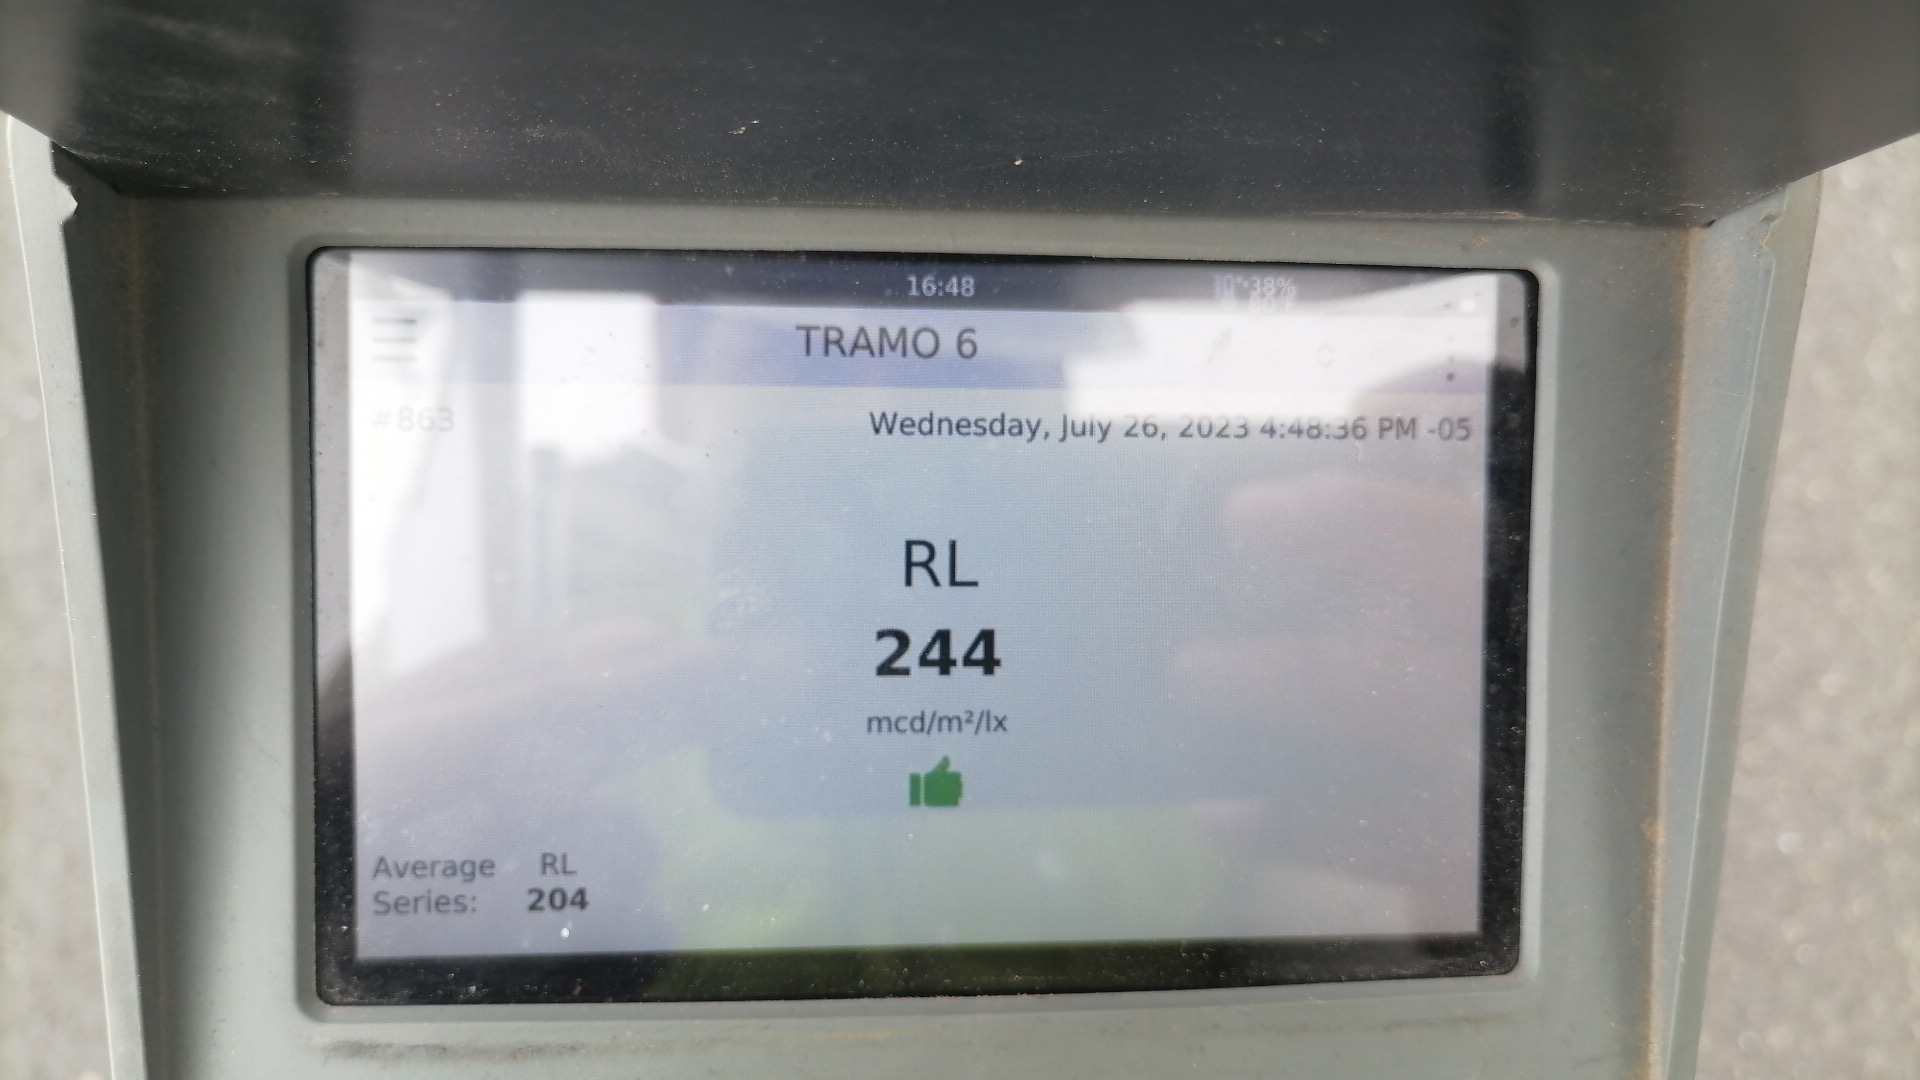 16:48
38%
TRAMO 6
#863
Wednesday, July 26, 2023 4:48:36 PM -05
RL
244
mcd/m²/lx
Average RL
Series: 204